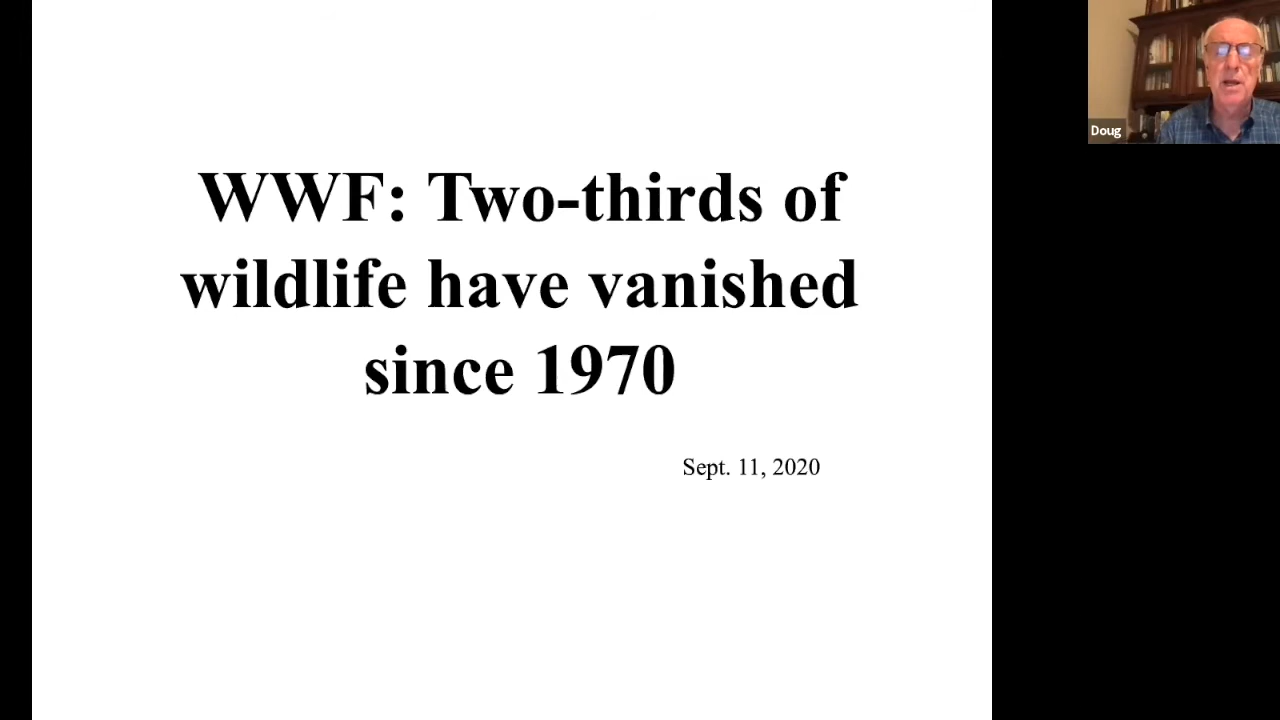 WWF: Two-thirds of
wildlife have vanished
since 1970
Sept. 11, 2020
Doug